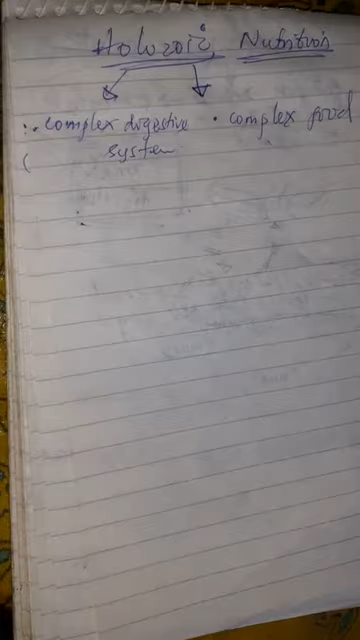 Holozoic Nutrition
:. complex digestive • complex food
( system